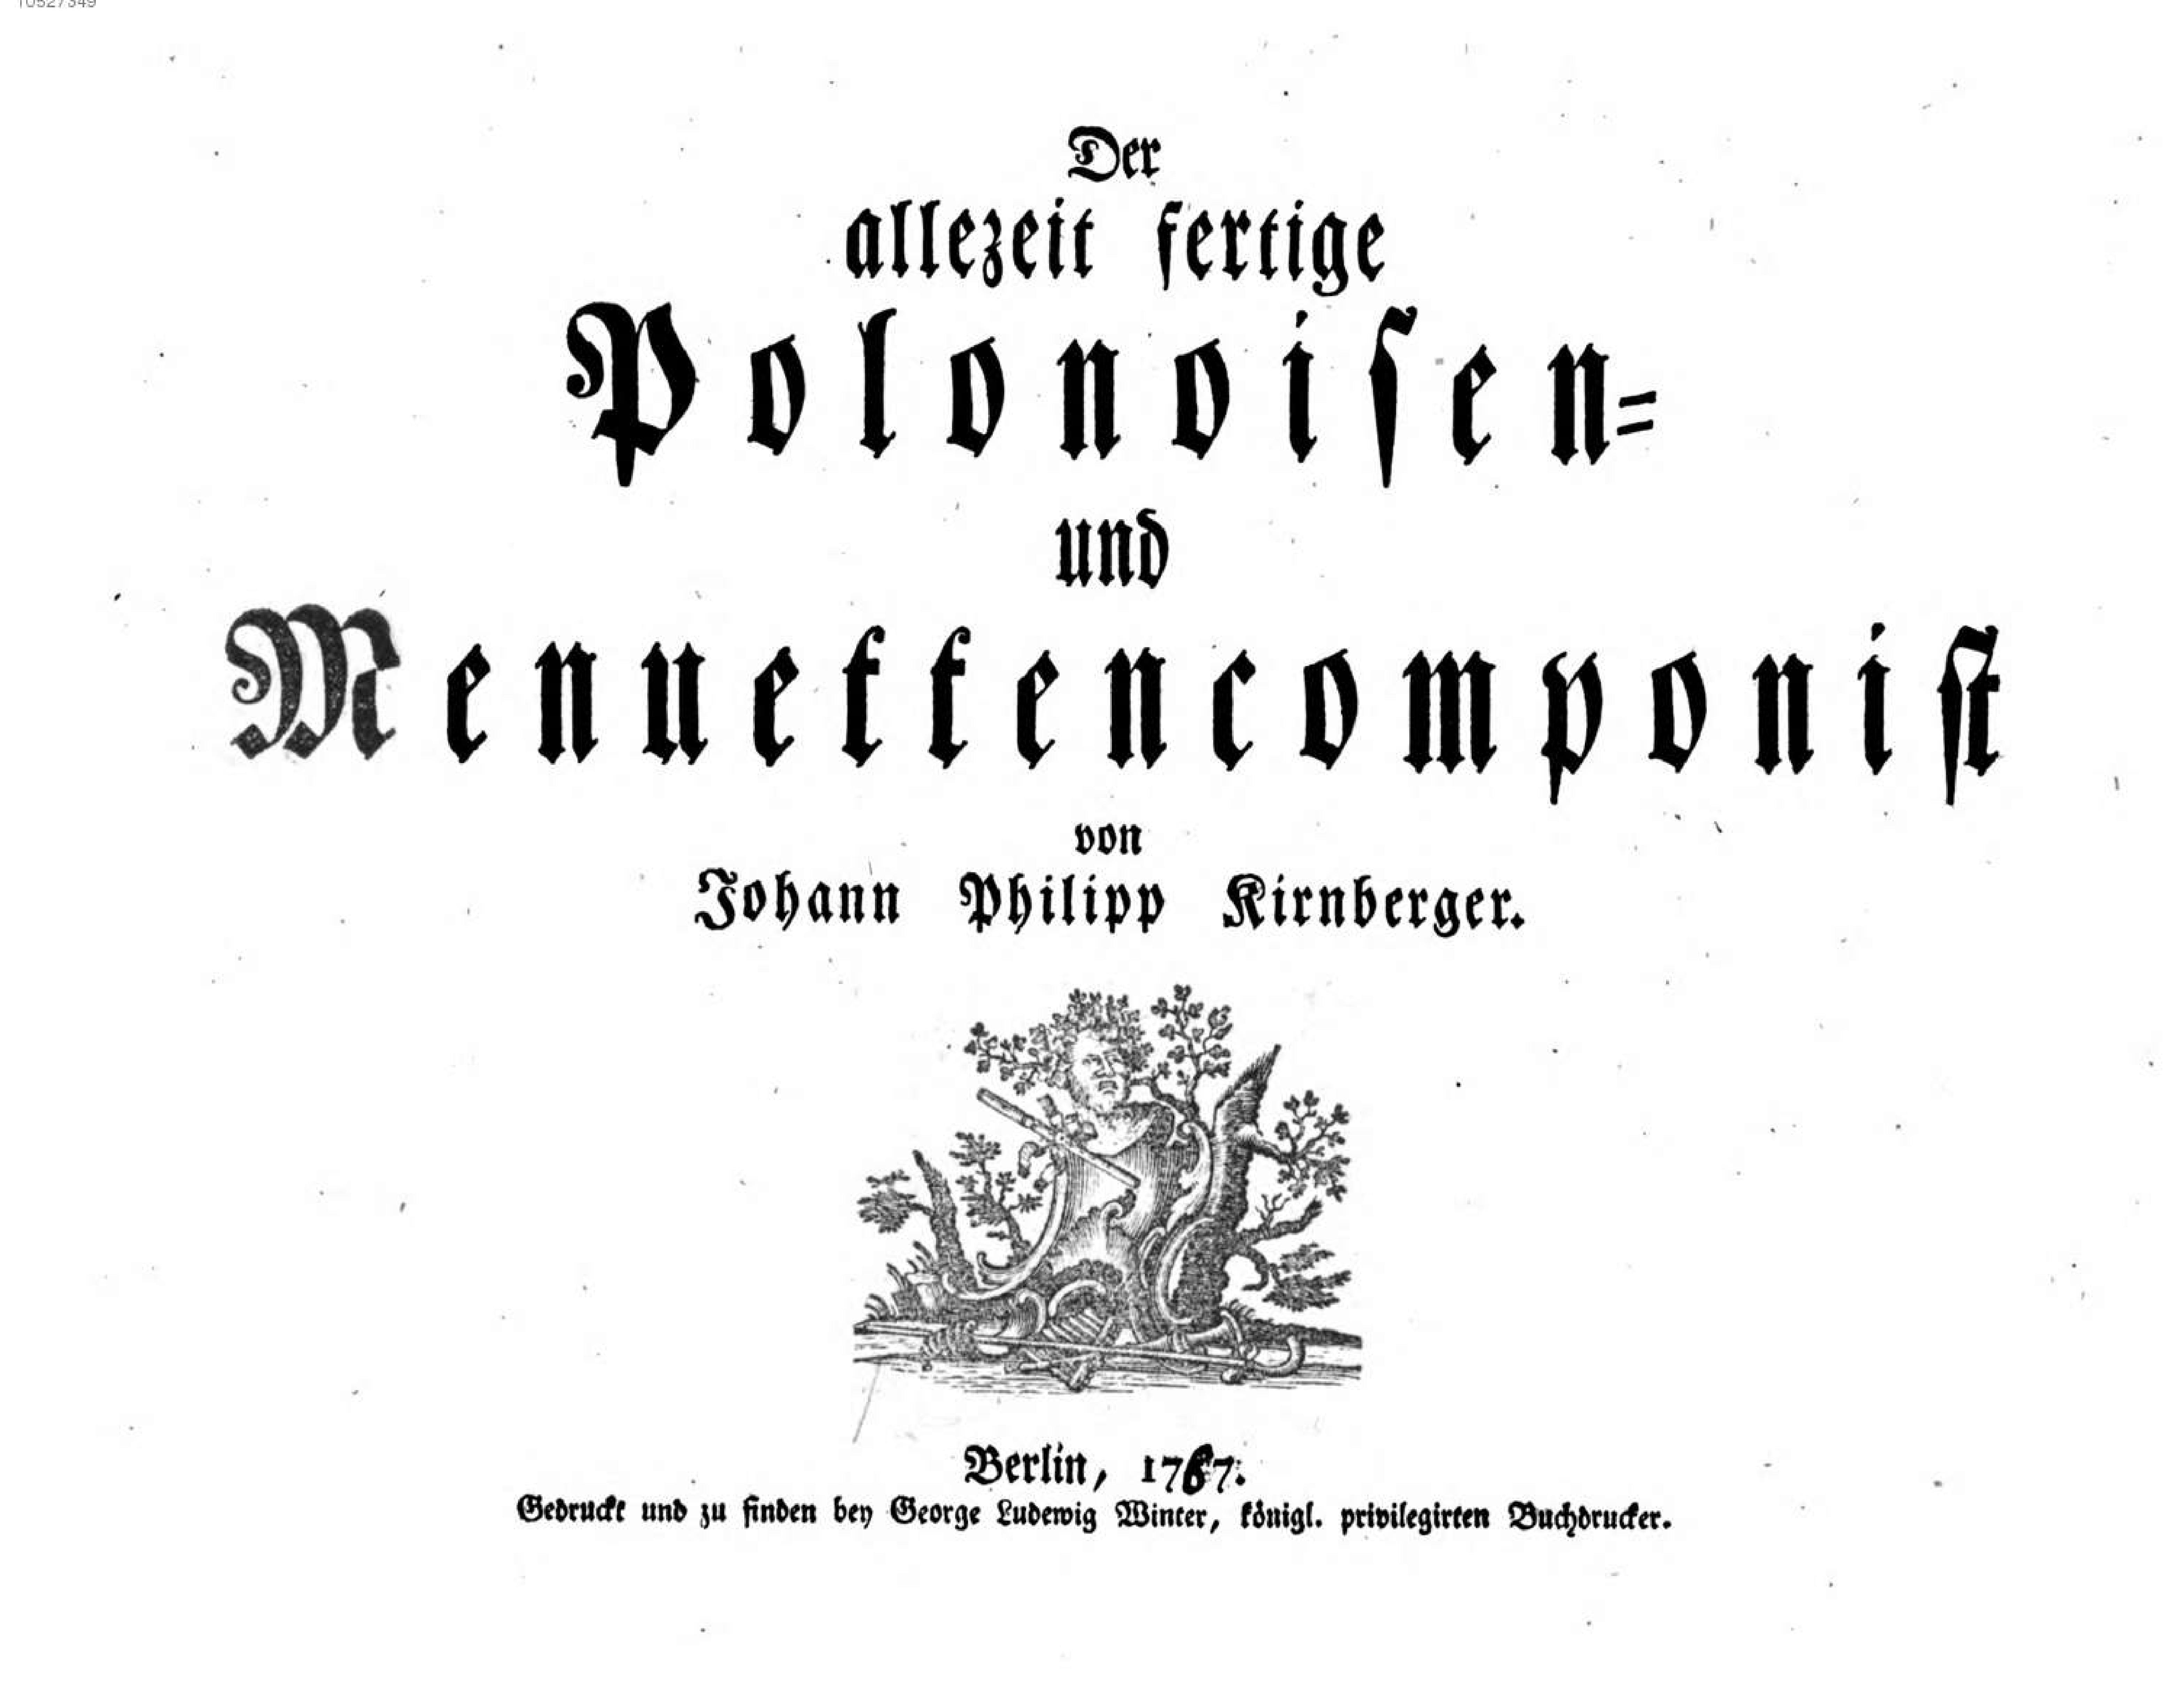 10527349
Der
allezeit fertige
Polonoiſen=
und
Menuettencomponiſt
von
Johann Philipp Kirnberger.
Berlin, 1767.
Gedruckt und zu finden bey George Ludewig Winter, königl. privilegirten Buchdrucker.